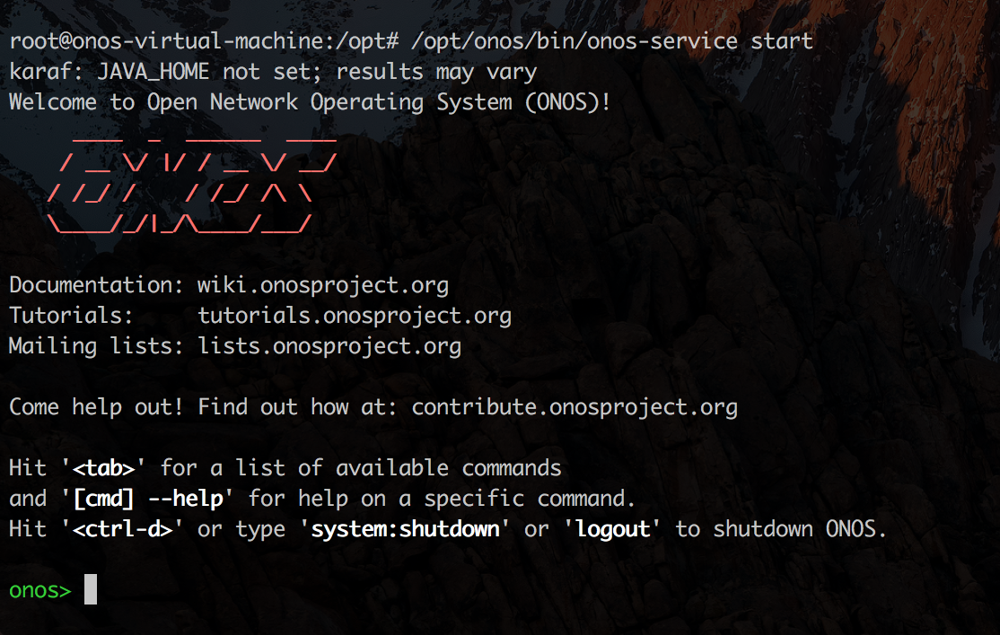 root@onos-virtual-machine:/opt# /opt/onos/bin/onos-service start
karaf: JAVA_HOME not set; results may vary
Welcome to Open Network Operating System (ONOS)!
     ____  _  ______  ____
    / __ \/ |/ / __ \/ __/
   / /_/ /    / /_/ /\ \
   \____/_/|_/\____/___/
Documentation: wiki.onosproject.org
Tutorials:     tutorials.onosproject.org
Mailing lists: lists.onosproject.org
Come help out! Find out how at: contribute.onosproject.org
Hit '<tab>' for a list of available commands
and '[cmd] --help' for help on a specific command.
Hit '<ctrl-d>' or type 'system:shutdown' or 'logout' to shutdown ONOS.
onos>